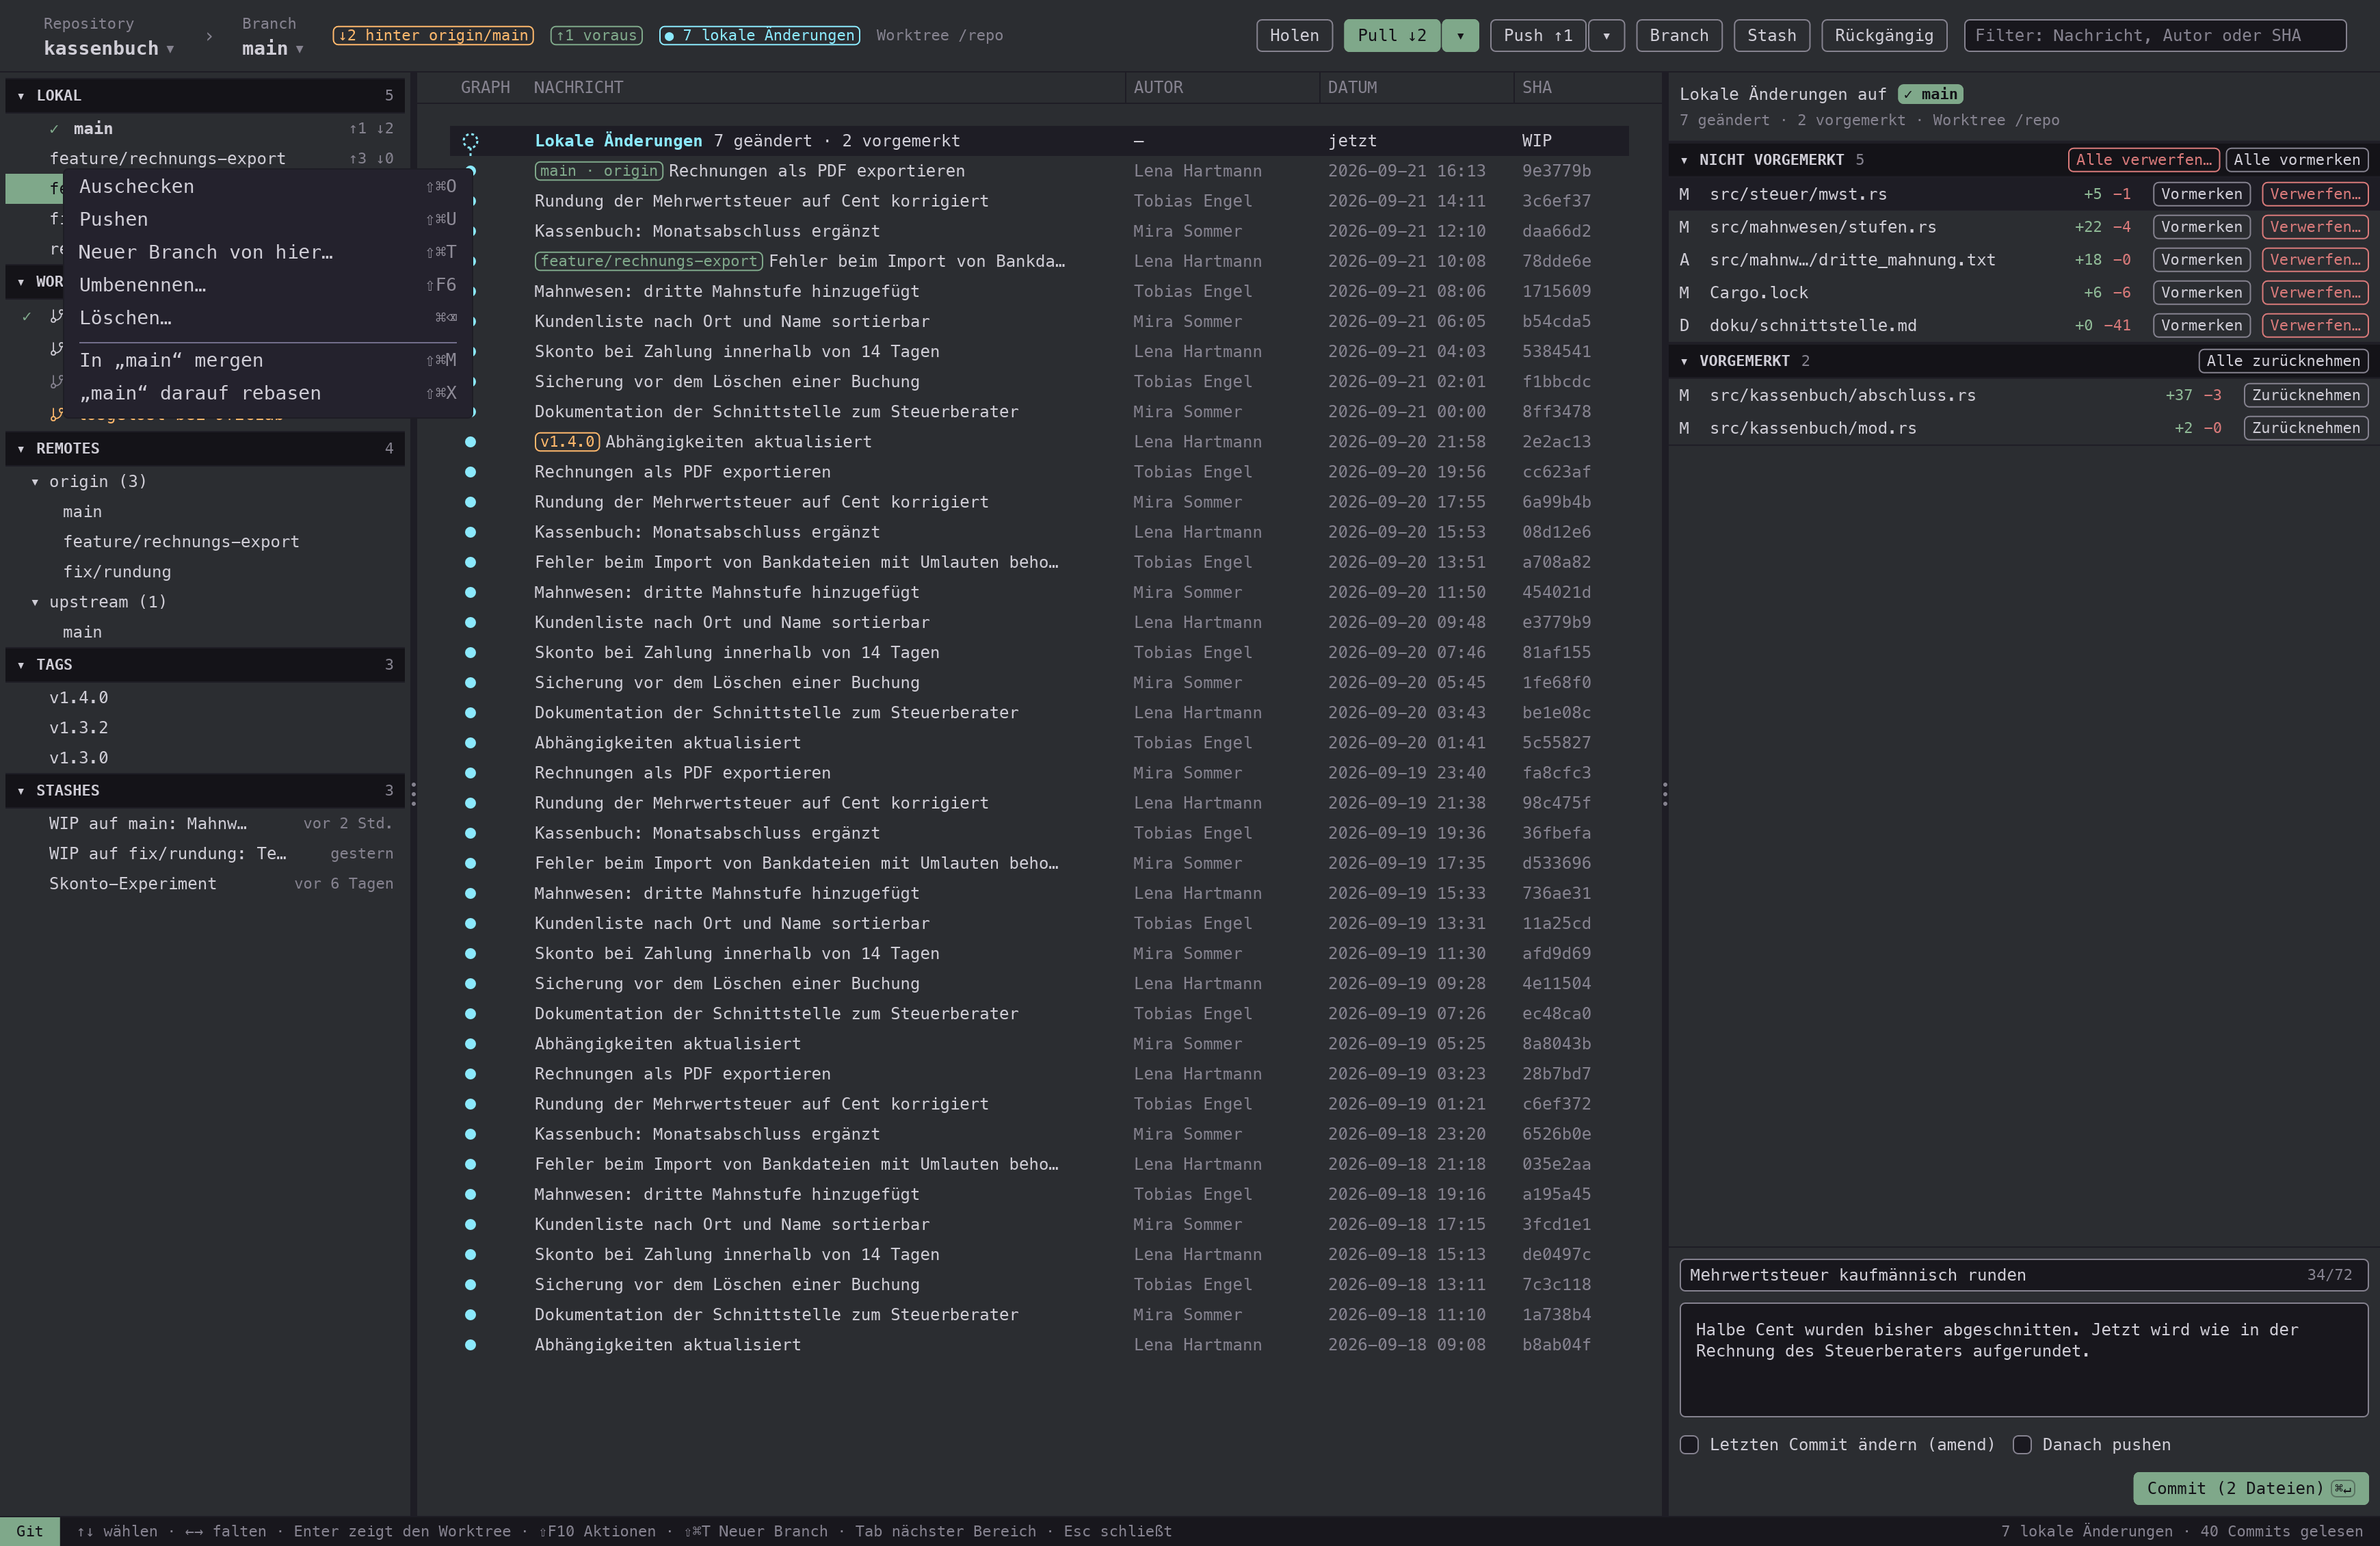 Repository
kassenbuch ▾
›
Branch
main ▾
↓2 hinter origin/main ↑1 voraus ● 7 lokale Änderungen Worktree /repo
Holen Pull ↓2 ▾ Push ↑1 ▾ Branch Stash Rückgängig Filter: Nachricht, Autor oder SHA
▾ LOKAL 5
✓ main ↑1 ↓2
feature/rechnungs-export ↑3 ↓0
Auschecken ⇧⌘O
Pushen ⇧⌘U
Neuer Branch von hier… ⇧⌘T
Umbenennen… ⇧F6
Löschen… ⌘⌫
In „main“ mergen ⇧⌘M
„main“ darauf rebasen ⇧⌘X
▾ REMOTES 4
▾ origin (3)
main
feature/rechnungs-export
fix/rundung
▾ upstream (1)
main
▾ TAGS 3
v1.4.0
v1.3.2
v1.3.0
▾ STASHES 3
WIP auf main: Mahnw… vor 2 Std.
WIP auf fix/rundung: Te… gestern
Skonto-Experiment vor 6 Tagen
GRAPH NACHRICHT AUTOR DATUM SHA
Lokale Änderungen 7 geändert · 2 vorgemerkt — jetzt WIP
main · origin Rechnungen als PDF exportieren Lena Hartmann 2026-09-21 16:13 9e3779b
Rundung der Mehrwertsteuer auf Cent korrigiert Tobias Engel 2026-09-21 14:11 3c6ef37
Kassenbuch: Monatsabschluss ergänzt Mira Sommer 2026-09-21 12:10 daa66d2
feature/rechnungs-export Fehler beim Import von Bankda… Lena Hartmann 2026-09-21 10:08 78dde6e
Mahnwesen: dritte Mahnstufe hinzugefügt Tobias Engel 2026-09-21 08:06 1715609
Kundenliste nach Ort und Name sortierbar Mira Sommer 2026-09-21 06:05 b54cda5
Skonto bei Zahlung innerhalb von 14 Tagen Lena Hartmann 2026-09-21 04:03 5384541
Sicherung vor dem Löschen einer Buchung Tobias Engel 2026-09-21 02:01 f1bbcdc
Dokumentation der Schnittstelle zum Steuerberater Mira Sommer 2026-09-21 00:00 8ff3478
v1.4.0 Abhängigkeiten aktualisiert Lena Hartmann 2026-09-20 21:58 2e2ac13
Rechnungen als PDF exportieren Tobias Engel 2026-09-20 19:56 cc623af
Rundung der Mehrwertsteuer auf Cent korrigiert Mira Sommer 2026-09-20 17:55 6a99b4b
Kassenbuch: Monatsabschluss ergänzt Lena Hartmann 2026-09-20 15:53 08d12e6
Fehler beim Import von Bankdateien mit Umlauten beho… Tobias Engel 2026-09-20 13:51 a708a82
Mahnwesen: dritte Mahnstufe hinzugefügt Mira Sommer 2026-09-20 11:50 454021d
Kundenliste nach Ort und Name sortierbar Lena Hartmann 2026-09-20 09:48 e3779b9
Skonto bei Zahlung innerhalb von 14 Tagen Tobias Engel 2026-09-20 07:46 81af155
Sicherung vor dem Löschen einer Buchung Mira Sommer 2026-09-20 05:45 1fe68f0
Dokumentation der Schnittstelle zum Steuerberater Lena Hartmann 2026-09-20 03:43 be1e08c
Abhängigkeiten aktualisiert Tobias Engel 2026-09-20 01:41 5c55827
Rechnungen als PDF exportieren Mira Sommer 2026-09-19 23:40 fa8cfc3
Rundung der Mehrwertsteuer auf Cent korrigiert Lena Hartmann 2026-09-19 21:38 98c475f
Kassenbuch: Monatsabschluss ergänzt Tobias Engel 2026-09-19 19:36 36fbefa
Fehler beim Import von Bankdateien mit Umlauten beho… Mira Sommer 2026-09-19 17:35 d533696
Mahnwesen: dritte Mahnstufe hinzugefügt Lena Hartmann 2026-09-19 15:33 736ae31
Kundenliste nach Ort und Name sortierbar Tobias Engel 2026-09-19 13:31 11a25cd
Skonto bei Zahlung innerhalb von 14 Tagen Mira Sommer 2026-09-19 11:30 afd9d69
Sicherung vor dem Löschen einer Buchung Lena Hartmann 2026-09-19 09:28 4e11504
Dokumentation der Schnittstelle zum Steuerberater Tobias Engel 2026-09-19 07:26 ec48ca0
Abhängigkeiten aktualisiert Mira Sommer 2026-09-19 05:25 8a8043b
Rechnungen als PDF exportieren Lena Hartmann 2026-09-19 03:23 28b7bd7
Rundung der Mehrwertsteuer auf Cent korrigiert Tobias Engel 2026-09-19 01:21 c6ef372
Kassenbuch: Monatsabschluss ergänzt Mira Sommer 2026-09-18 23:20 6526b0e
Fehler beim Import von Bankdateien mit Umlauten beho… Lena Hartmann 2026-09-18 21:18 035e2aa
Mahnwesen: dritte Mahnstufe hinzugefügt Tobias Engel 2026-09-18 19:16 a195a45
Kundenliste nach Ort und Name sortierbar Mira Sommer 2026-09-18 17:15 3fcd1e1
Skonto bei Zahlung innerhalb von 14 Tagen Lena Hartmann 2026-09-18 15:13 de0497c
Sicherung vor dem Löschen einer Buchung Tobias Engel 2026-09-18 13:11 7c3c118
Dokumentation der Schnittstelle zum Steuerberater Mira Sommer 2026-09-18 11:10 1a738b4
Abhängigkeiten aktualisiert Lena Hartmann 2026-09-18 09:08 b8ab04f
Lokale Änderungen auf ✓ main
7 geändert · 2 vorgemerkt · Worktree /repo
▾ NICHT VORGEMERKT 5 Alle verwerfen… Alle vormerken
M src/steuer/mwst.rs +5 −1 Vormerken Verwerfen…
M src/mahnwesen/stufen.rs +22 −4 Vormerken Verwerfen…
A src/mahnw…/dritte_mahnung.txt +18 −0 Vormerken Verwerfen…
M Cargo.lock +6 −6 Vormerken Verwerfen…
D doku/schnittstelle.md +0 −41 Vormerken Verwerfen…
▾ VORGEMERKT 2 Alle zurücknehmen
M src/kassenbuch/abschluss.rs +37 −3 Zurücknehmen
M src/kassenbuch/mod.rs +2 −0 Zurücknehmen
Mehrwertsteuer kaufmännisch runden 34/72
Halbe Cent wurden bisher abgeschnitten. Jetzt wird wie in der
Rechnung des Steuerberaters aufgerundet.
Letzten Commit ändern (amend) Danach pushen
Commit (2 Dateien) ⌘↵
Git ↑↓ wählen · ←→ falten · Enter zeigt den Worktree · ⇧F10 Aktionen · ⇧⌘T Neuer Branch · Tab nächster Bereich · Esc schließt
7 lokale Änderungen · 40 Commits gelesen